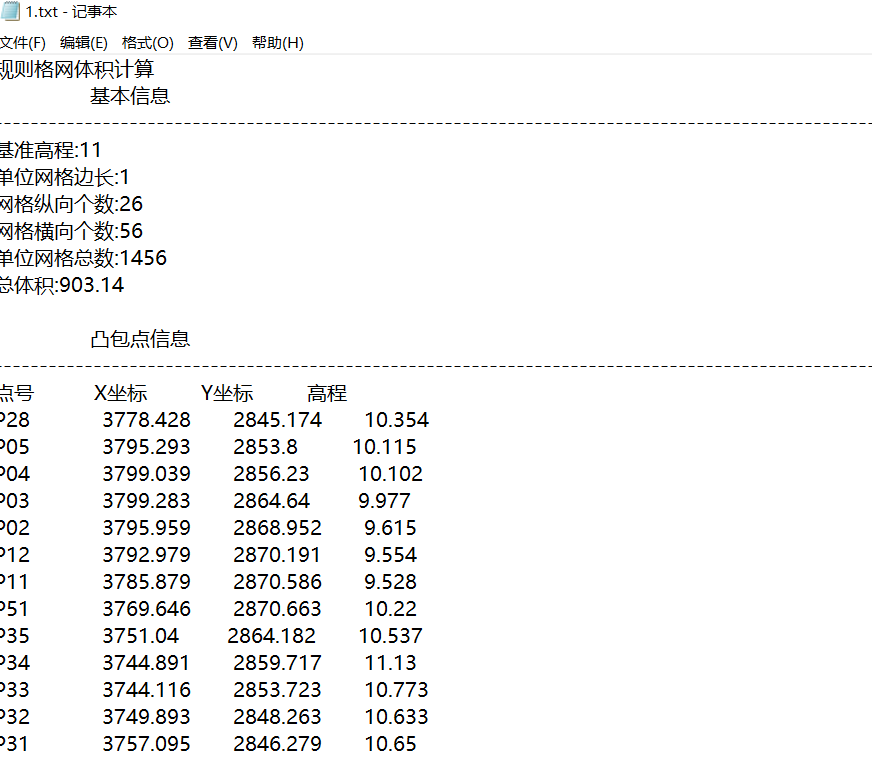 1.txt - 记事本
文件(F) 编辑(E) 格式(O) 查看(V) 帮助(H)
规则格网体积计算
基本信息
--------------------------------------------------------------------------------
基准高程:11
单位网格边长:1
网格纵向个数:26
网格横向个数:56
单位网格总数:1456
总体积:903.14
凸包点信息
--------------------------------------------------------------------------------
点号 X坐标 Y坐标 高程
P28 3778.428 2845.174 10.354
P05 3795.293 2853.8 10.115
P04 3799.039 2856.23 10.102
P03 3799.283 2864.64 9.977
P02 3795.959 2868.952 9.615
P12 3792.979 2870.191 9.554
P11 3785.879 2870.586 9.528
P51 3769.646 2870.663 10.22
P35 3751.04 2864.182 10.537
P34 3744.891 2859.717 11.13
P33 3744.116 2853.723 10.773
P32 3749.893 2848.263 10.633
P31 3757.095 2846.279 10.65